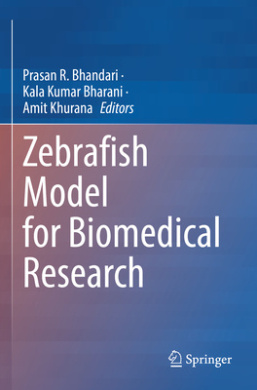 Prasan R. Bhandari ·
Kala Kumar Bharani ·
Amit Khurana Editors
Zebrafish
Model
for Biomedical
Research
Springer